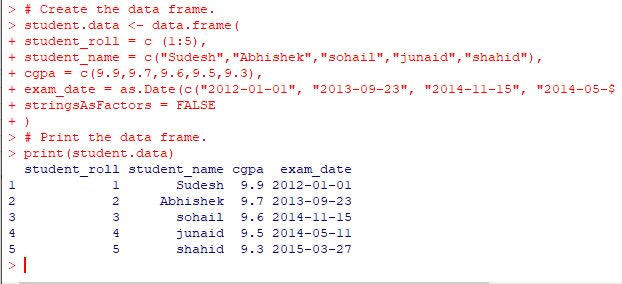 > # Create the data frame.
> student.data <- data.frame(
+ student_roll = c (1:5),
+ student_name = c("Sudesh","Abhishek","sohail","junaid","shahid"),
+ cgpa = c(9.9,9.7,9.6,9.5,9.3),
+ exam_date = as.Date(c("2012-01-01", "2013-09-23", "2014-11-15", "2014-05-$
+ stringsAsFactors = FALSE
+ )
> # Print the data frame.
> print(student.data)
  student_roll student_name cgpa  exam_date
1            1       Sudesh  9.9 2012-01-01
2            2     Abhishek  9.7 2013-09-23
3            3       sohail  9.6 2014-11-15
4            4       junaid  9.5 2014-05-11
5            5       shahid  9.3 2015-03-27
>